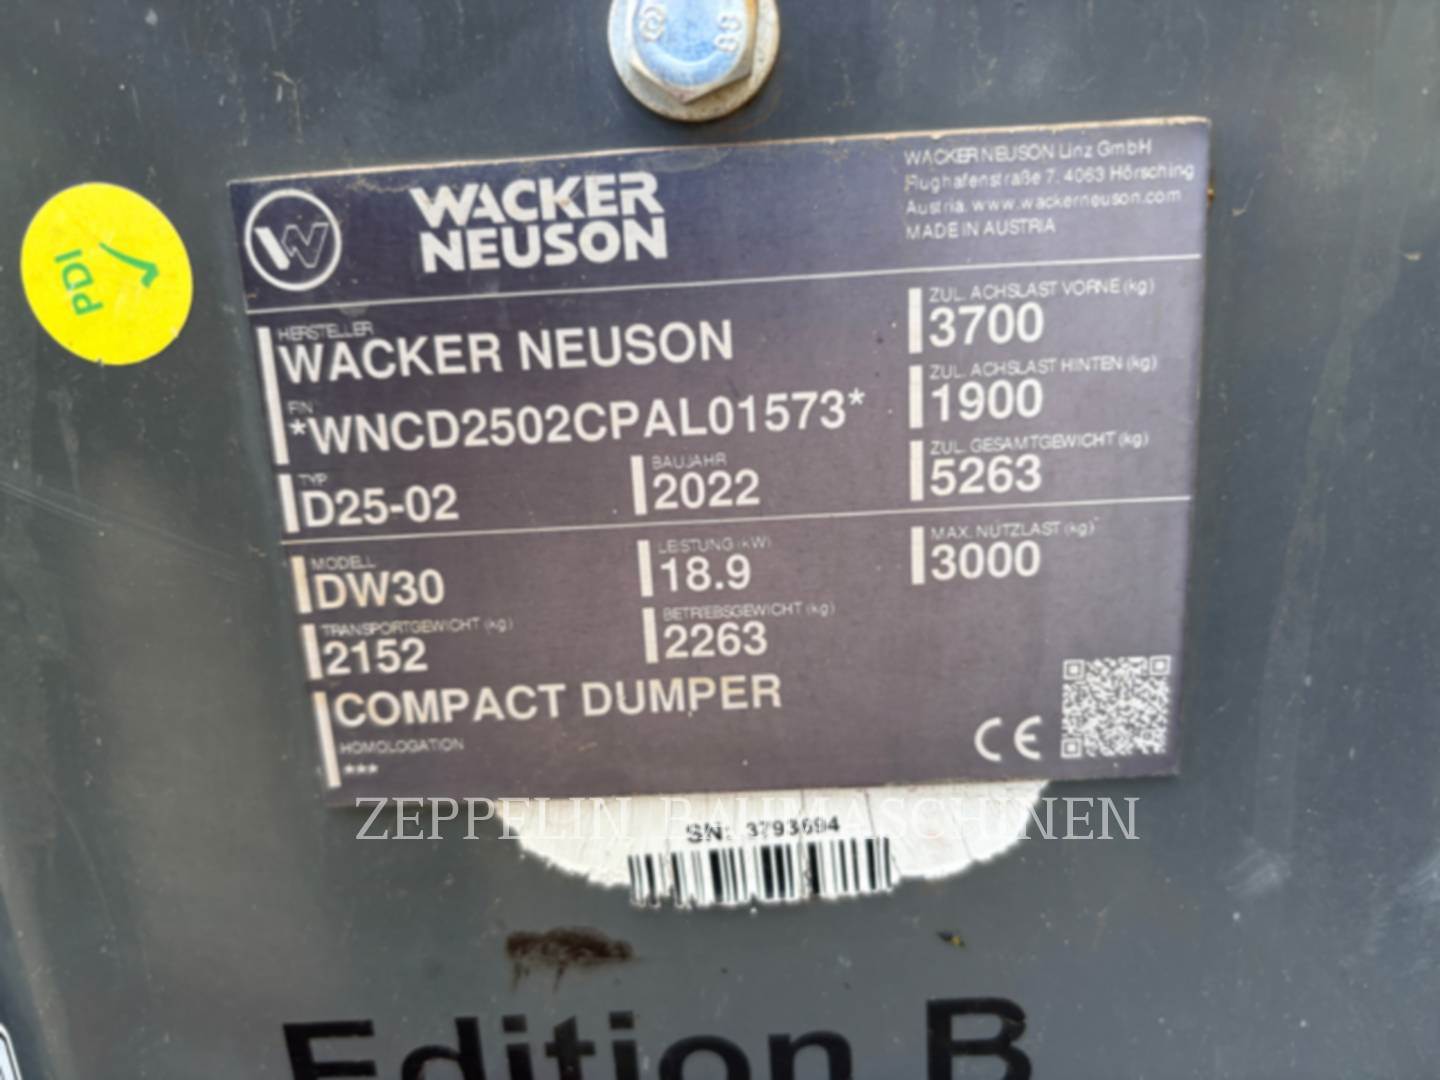 WACKER
NEUSON
WACKER NEUSON Linz GmbH
Flughafenstraße 7, 4063 Hörsching
Austria, www.wackerneuson.com
MADE IN AUSTRIA
PDI
HERSTELLER
WACKER NEUSON
FIN
*WNCD2502CPAL01573*
TYP
D25-02
BAUJAHR
2022
ZUL. ACHSLAST VORNE (kg)
3700
ZUL. ACHSLAST HINTEN (kg)
1900
ZUL. GESAMTGEWICHT (kg)
5263
MODELL
DW30
LEISTUNG (kW)
18.9
MAX. NUTZLAST (kg)
3000
TRANSPORTGEWICHT (kg)
2152
BETRIEBSGEWICHT (kg)
2263
COMPACT DUMPER
HOMOLOGATION
***
CE
ZEPPELIN BAUMASCHINEN
SN: 3793694
Edition B